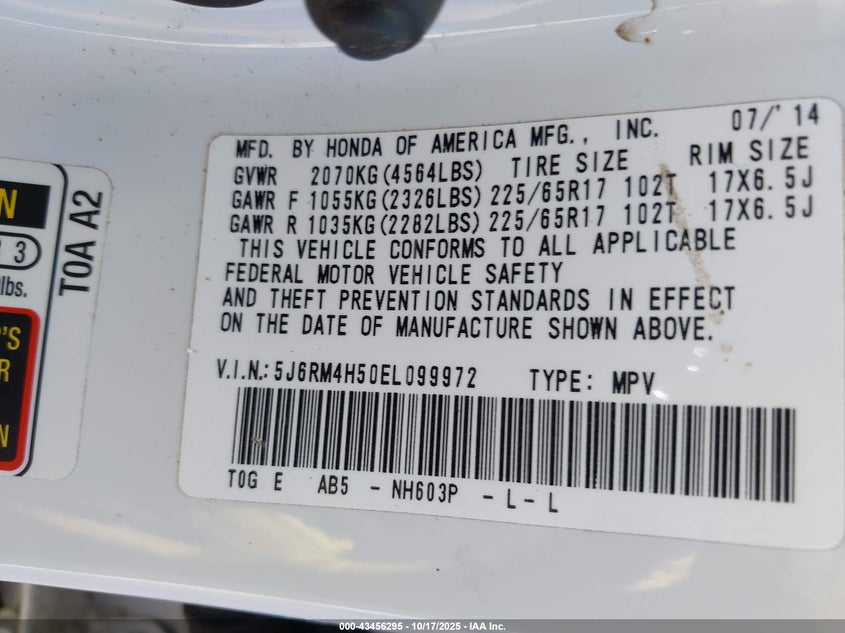 N
3
lbs.
'S
R
N
T0A A2
MFD. BY HONDA OF AMERICA MFG., INC. 07/'14
GVWR 2070KG(4564LBS) TIRE SIZE RIM SIZE
GAWR F 1055KG(2326LBS) 225/65R17 102T 17X6.5J
GAWR R 1035KG(2282LBS) 225/65R17 102T 17X6.5J
THIS VEHICLE CONFORMS TO ALL APPLICABLE
FEDERAL MOTOR VEHICLE SAFETY
AND THEFT PREVENTION STANDARDS IN EFFECT
ON THE DATE OF MANUFACTURE SHOWN ABOVE.
V.I.N.: 5J6RM4H50EL099972 TYPE: MPV
T0G E AB5 - NH603P - L - L
000-43456295 - 10/17/2025 - IAA Inc.